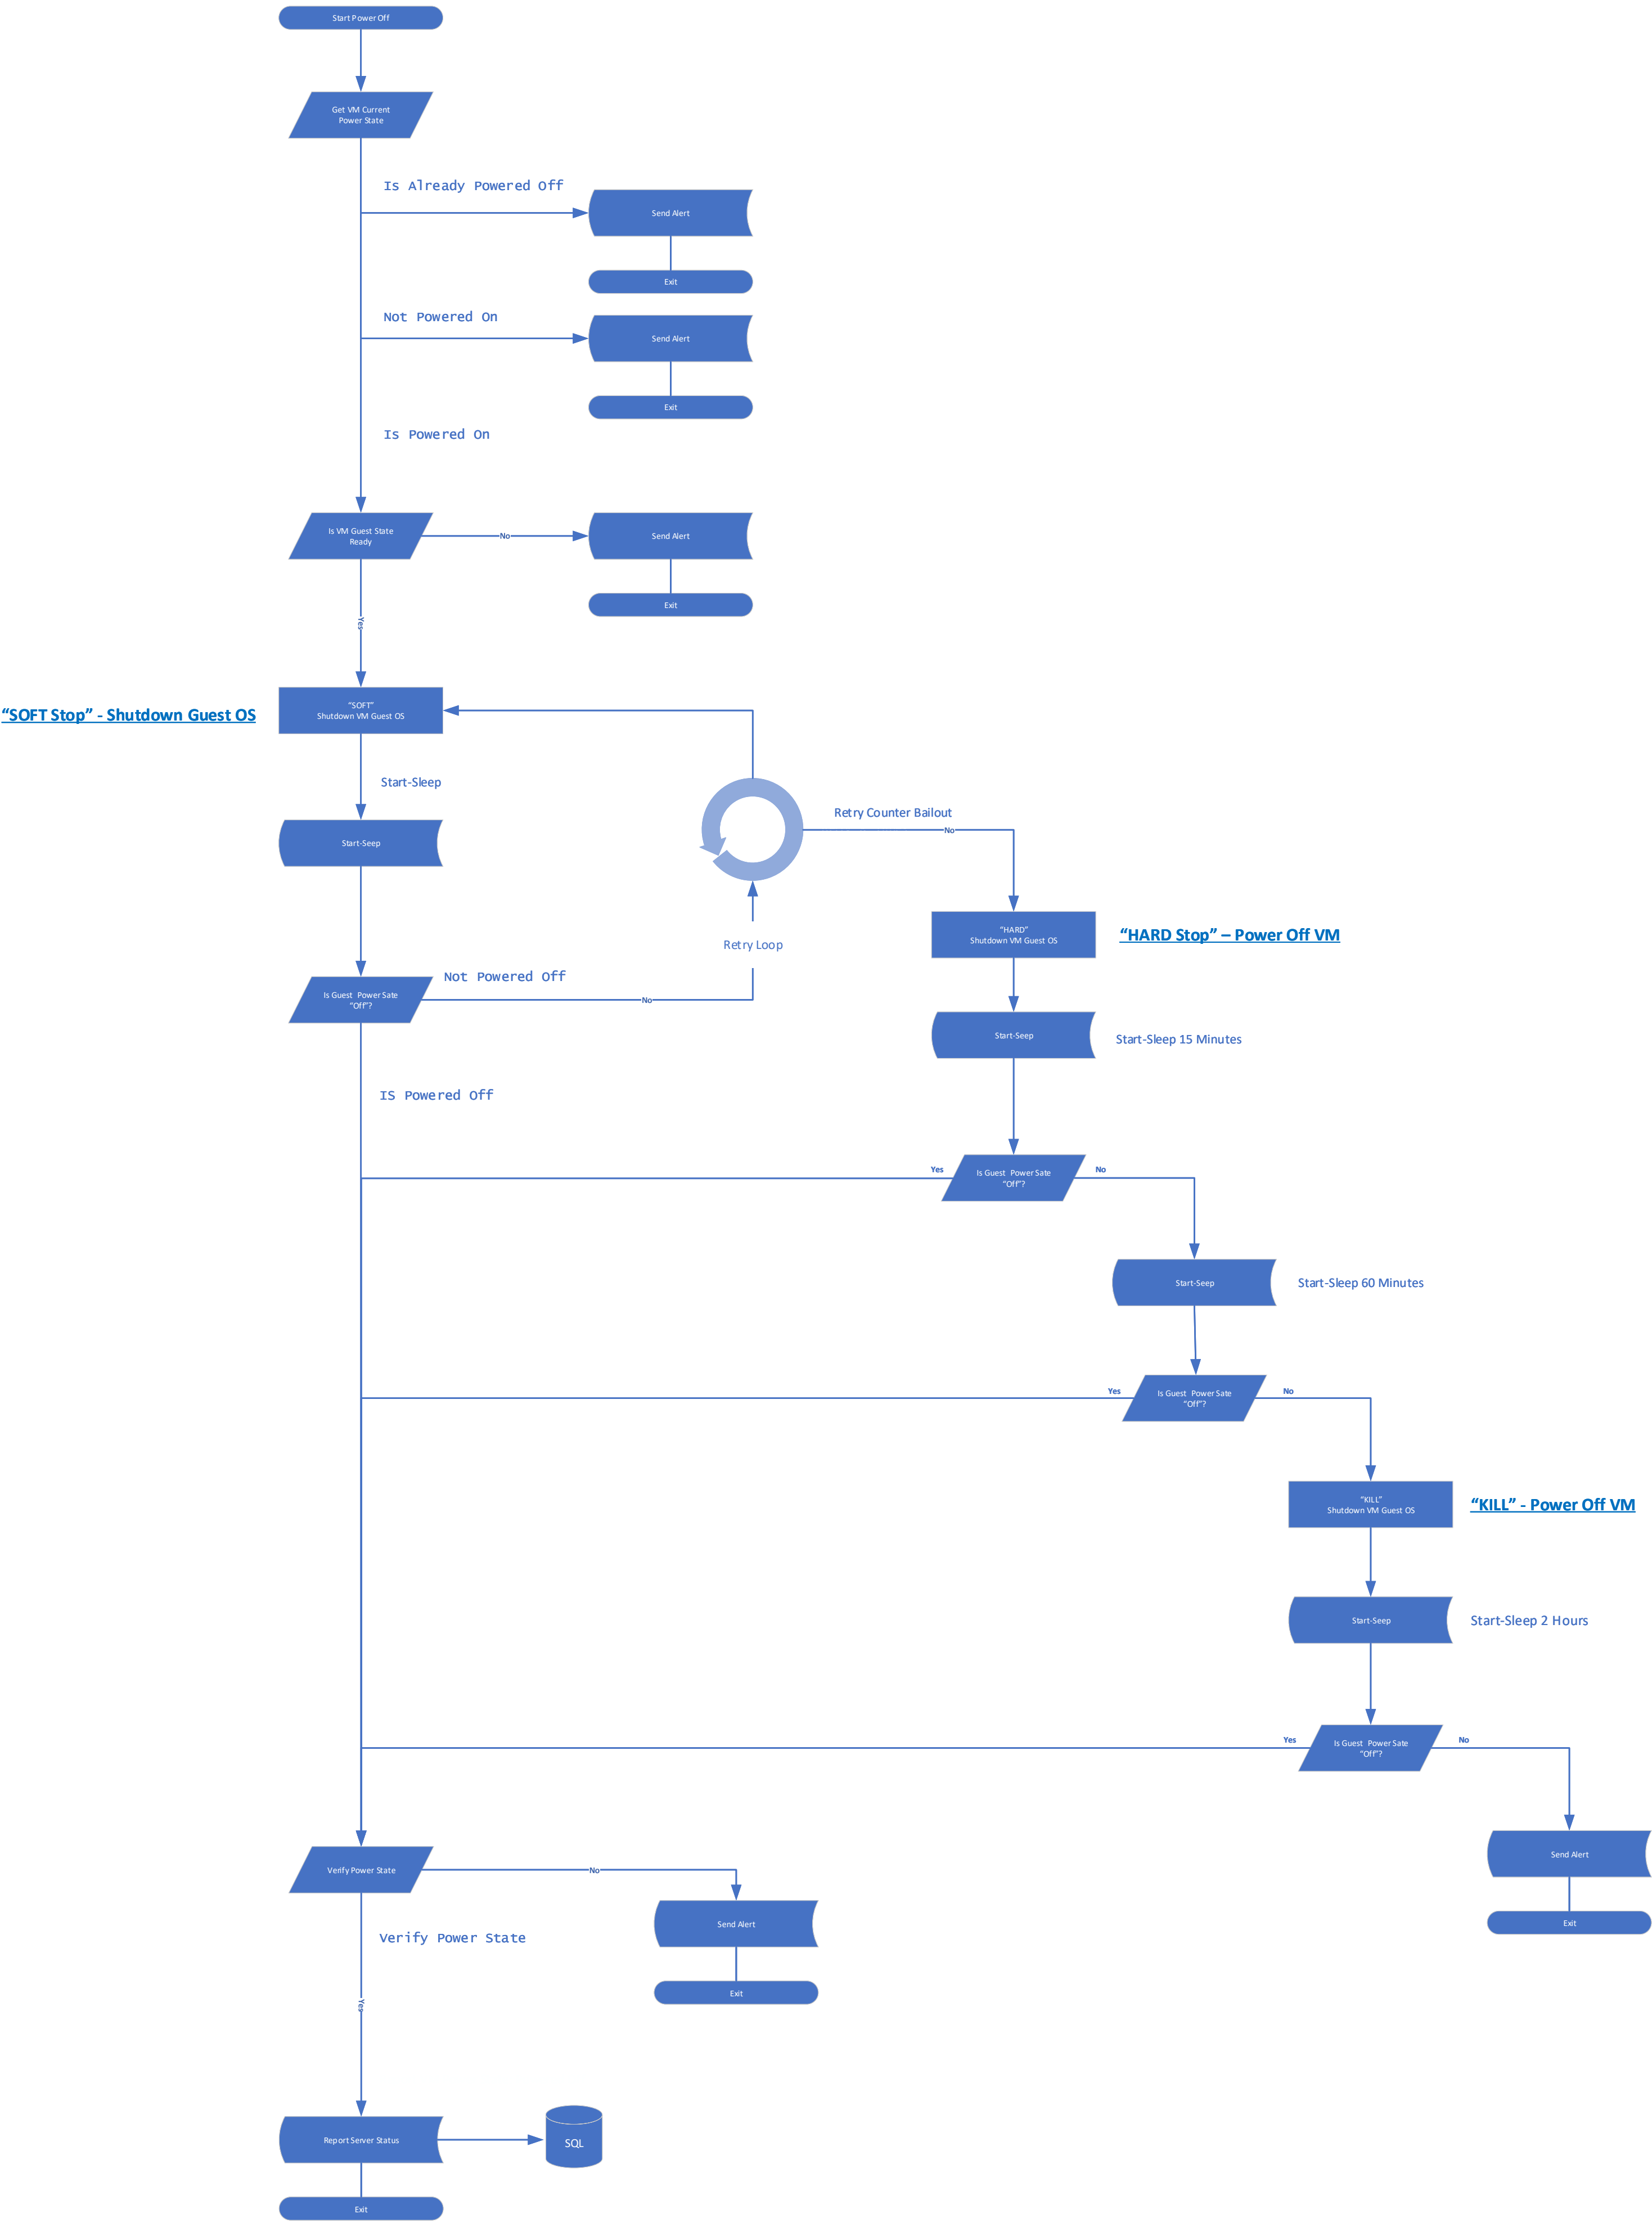 Start Power Off
Get VM Current
Power State
Is Already Powered Off
Send Alert
Exit
Not Powered On
Send Alert
Exit
Is Powered On
Is VM Guest State
Ready
No
Send Alert
Exit
Yes
“SOFT Stop” - Shutdown Guest OS
“SOFT”
Shutdown VM Guest OS
Start-Sleep
Start-Seep
Retry Counter Bailout
No
“HARD”
Shutdown VM Guest OS
“HARD Stop” – Power Off VM
Retry Loop
Not Powered Off
Is Guest Power Sate
“Off”?
No
Start-Seep
Start-Sleep 15 Minutes
IS Powered Off
Yes
Is Guest Power Sate
“Off”?
No
Start-Seep
Start-Sleep 60 Minutes
Yes
Is Guest Power Sate
“Off”?
No
“KILL”
Shutdown VM Guest OS
“KILL” - Power Off VM
Start-Seep
Start-Sleep 2 Hours
Yes
Is Guest Power Sate
“Off”?
No
Send Alert
Exit
Verify Power State
No
Send Alert
Exit
Verify Power State
Yes
Report Server Status
SQL
Exit